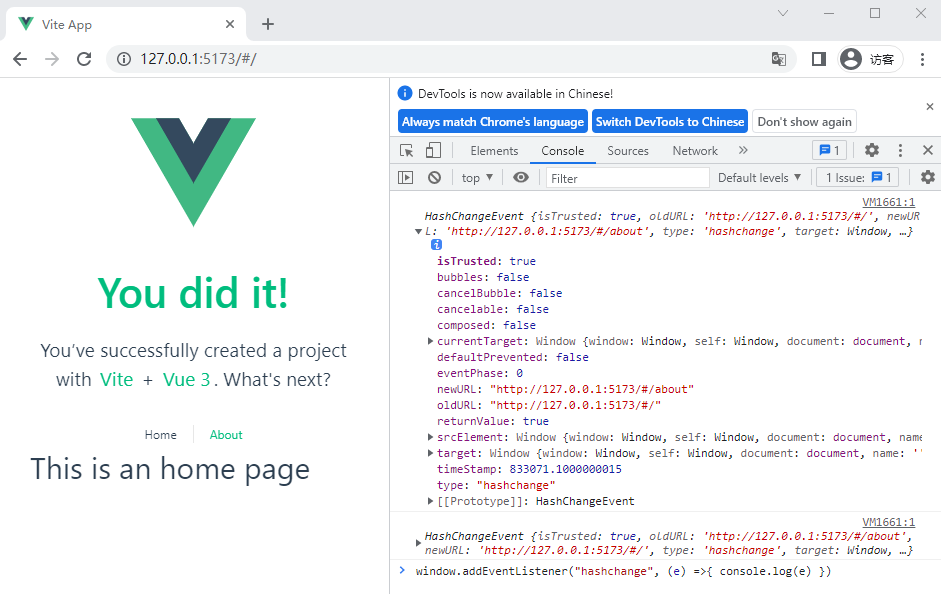 Vite App
127.0.0.1:5173/#/
访客
You did it!
You’ve successfully created a project
with Vite + Vue 3. What's next?
Home About
This is an home page
DevTools is now available in Chinese!
Always match Chrome's language Switch DevTools to Chinese Don't show again
Elements Console Sources Network » 1
top ▼ Filter Default levels ▼ 1 Issue: 1
VM1661:1
HashChangeEvent {isTrusted: true, oldURL: 'http://127.0.0.1:5173/#/', newUR
L: 'http://127.0.0.1:5173/#/about', type: 'hashchange', target: Window, …}
isTrusted: true
bubbles: false
cancelBubble: false
cancelable: false
composed: false
currentTarget: Window {window: Window, self: Window, document: document, n
defaultPrevented: false
eventPhase: 0
newURL: "http://127.0.0.1:5173/#/about"
oldURL: "http://127.0.0.1:5173/#/"
returnValue: true
srcElement: Window {window: Window, self: Window, document: document, name
target: Window {window: Window, self: Window, document: document, name: ''
timeStamp: 833071.1000000015
type: "hashchange"
[[Prototype]]: HashChangeEvent
VM1661:1
HashChangeEvent {isTrusted: true, oldURL: 'http://127.0.0.1:5173/#/about',
newURL: 'http://127.0.0.1:5173/#/', type: 'hashchange', target: Window, …}
window.addEventListener("hashchange", (e) =>{ console.log(e) })